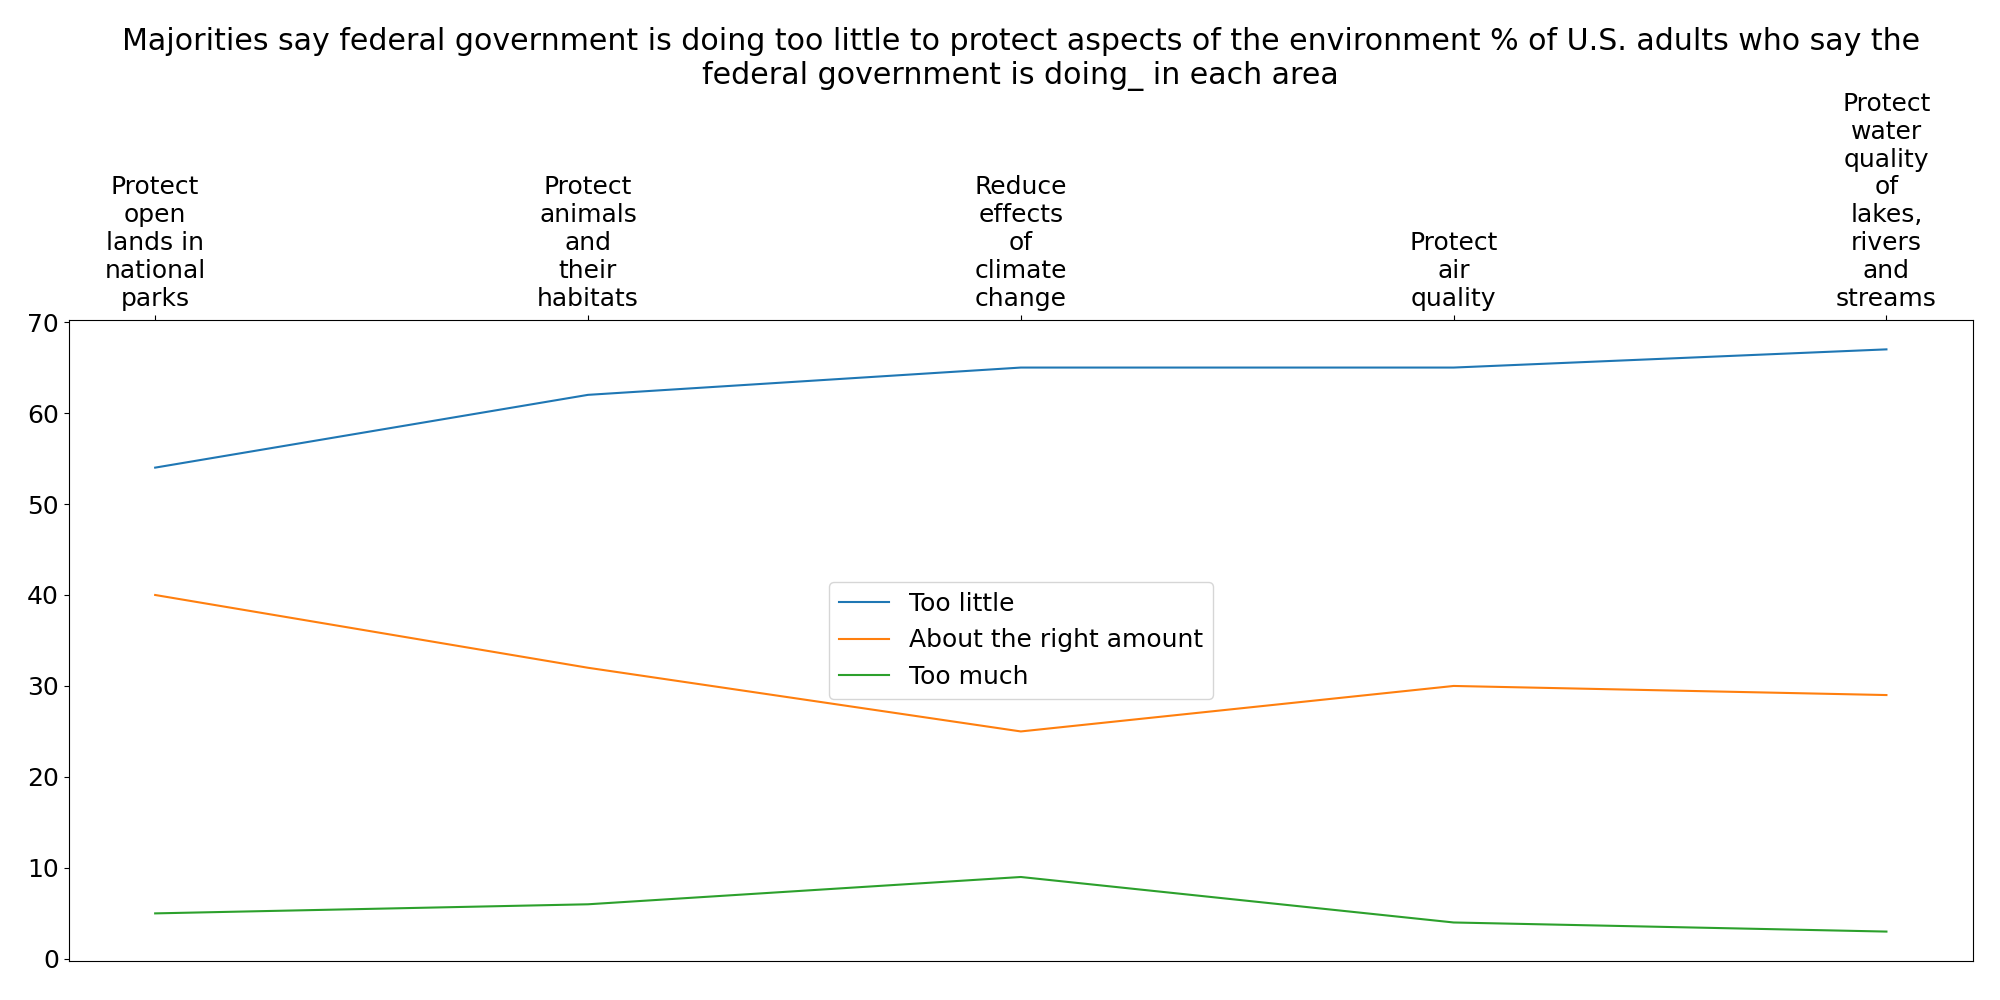 Majorities say federal government is doing too little to protect aspects of the environment % of U.S. adults who say the
federal government is doing_ in each area
Protect
open
lands in
national
parks
Protect
animals
and
their
habitats
Reduce
effects
of
climate
change
Protect
air
quality
Protect
water
quality
of
lakes,
rivers
and
streams
70
60
50
40
30
20
10
0
Too little
About the right amount
Too much